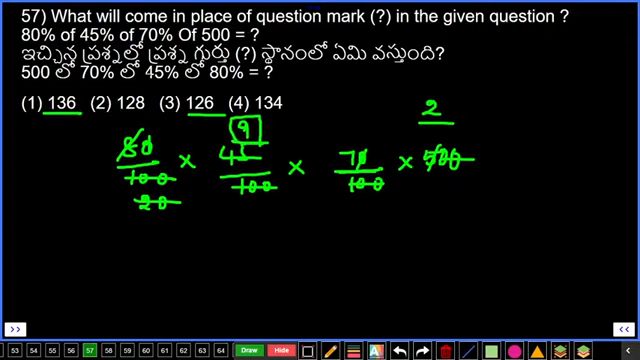 57) What will come in place of question mark (?) in the given question ?
80% of 45% of 70% Of 500 = ?
ఇచ్చిన ప్రశ్నలో ప్రశ్న గుర్తు (?) స్థానంలో ఏమి వస్తుంది?
500 లో 70% లో 45% లో 80% = ?
(1) 136 (2) 128 (3) 126 (4) 134
9 2
80 × 45 × 70 × 500
100 100 100
20
>> 53 54 55 56 57 58 59 60 61 62 63 64 Draw Hide A >>